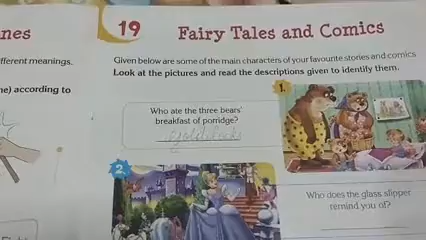 nes
fferent meanings.
ne) according to
19
Fairy Tales and Comics
Given below are some of the main characters of your favourite stories and comics
Look at the pictures and read the descriptions given to identify them.
1.
Who ate the three bears'
breakfast of porridge?
goldilocks
2.
Who does the glass slipper
remind you of?